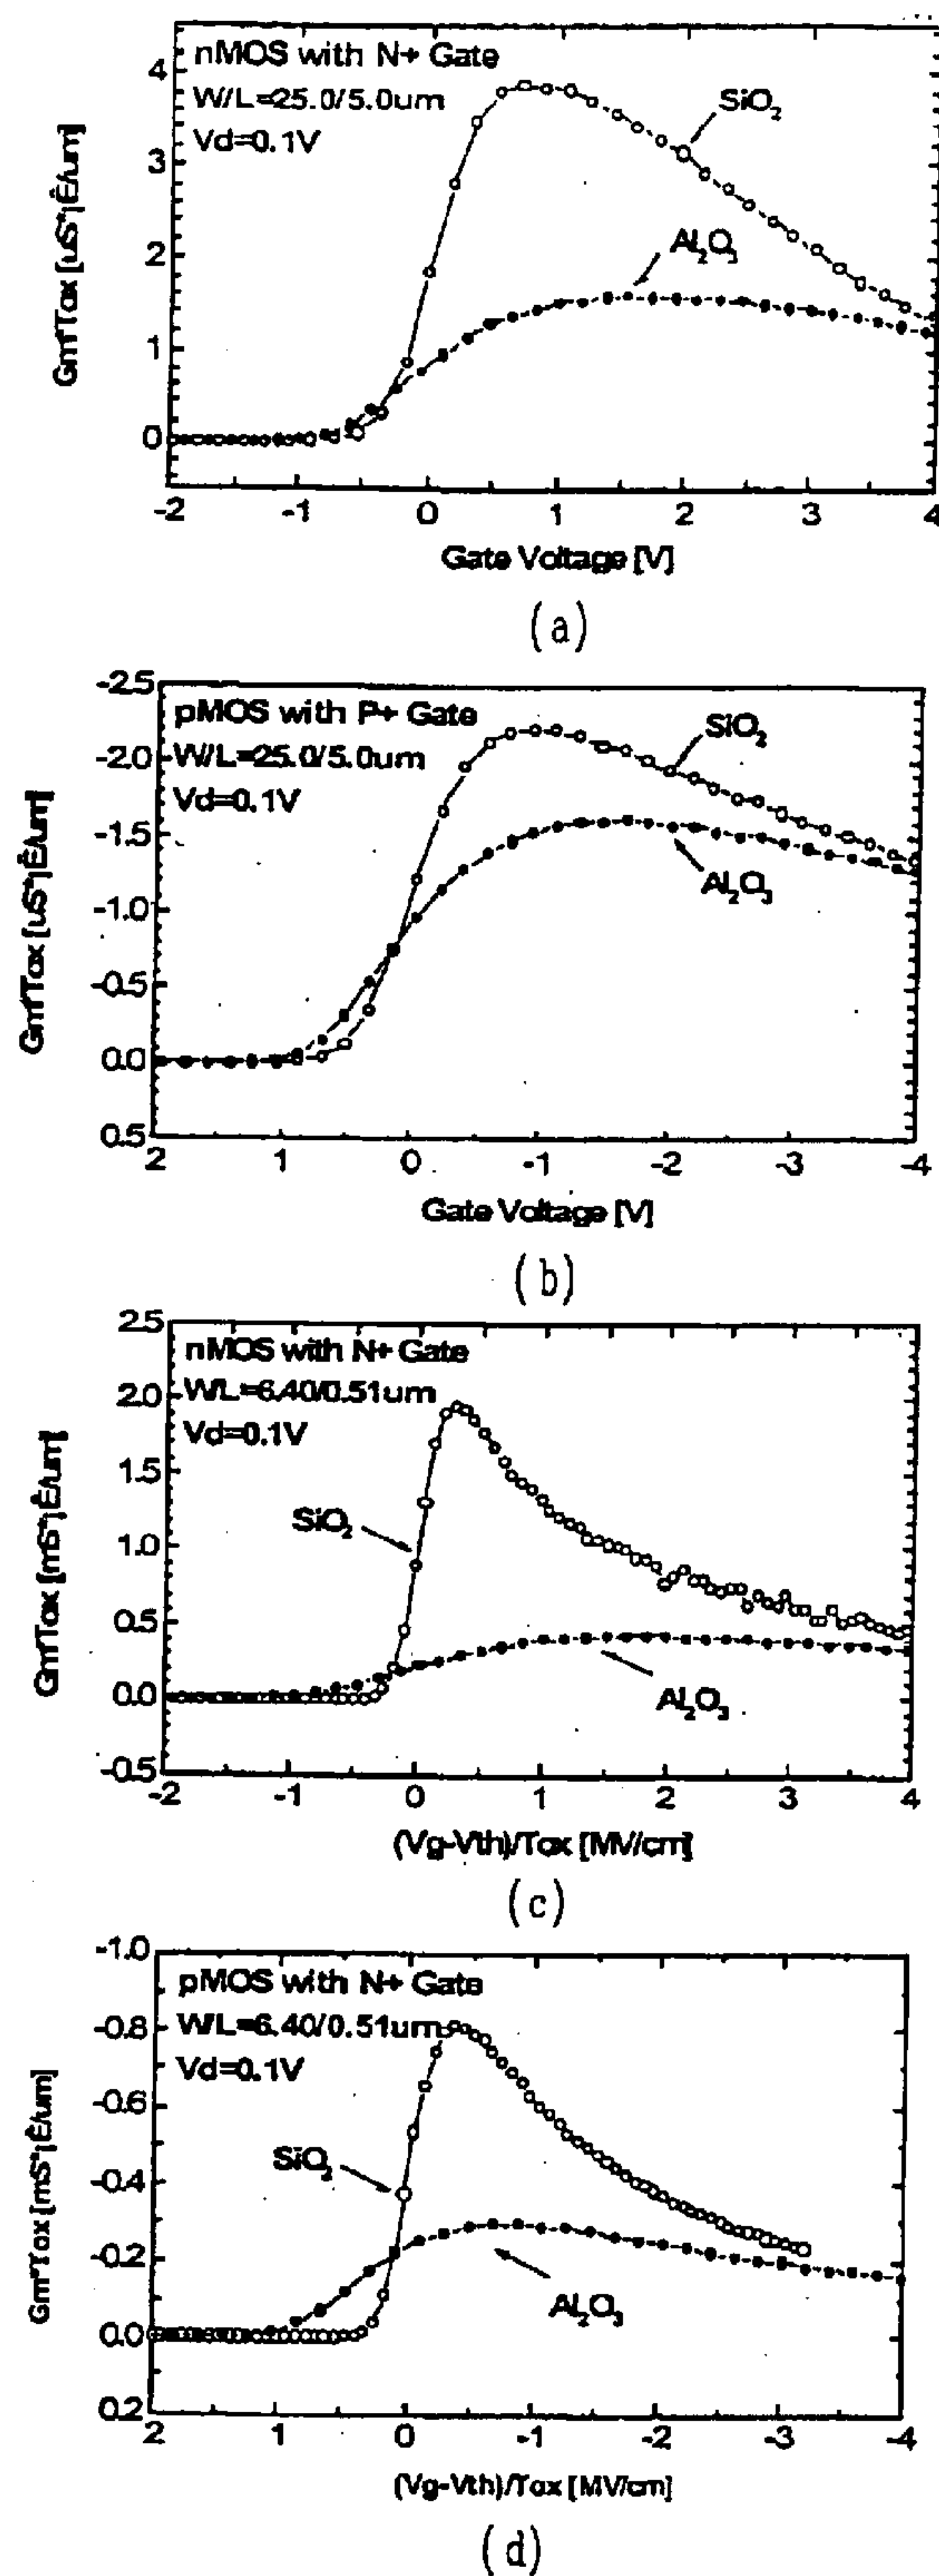 nMOS with N+ Gate
W/L=25.0/5.0um
Vd=0.1V
SiO2
Al2O3
4
3
2
1
0
-2 -1 0 1 2 3 4
Gate Voltage [V]
(a)
-2.5
-2.0
-1.5
-1.0
-0.5
0.0
0.5
pMOS with P+ Gate
W/L=25.0/5.0um
Vd=0.1V
SiO2
Al2O3
2 1 0 -1 -2 -3 -4
Gate Voltage [V]
(b)
2.5
2.0
1.5
1.0
0.5
0.0
-0.5
nMOS with N+ Gate
W/L=6.40/0.51um
Vd=0.1V
SiO2
Al2O3
-2 -1 0 1 2 3 4
(Vg-Vth)/Tox [MV/cm]
(c)
-1.0
-0.8
-0.6
-0.4
-0.2
0.0
0.2
pMOS with N+ Gate
W/L=6.40/0.51um
Vd=0.1V
SiO2
Al2O3
2 1 0 -1 -2 -3 -4
(Vg-Vth)/Tox [MV/cm]
(d)